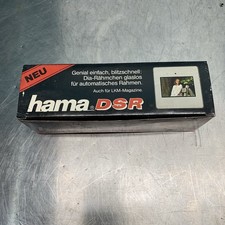 NEU
Genial einfach, blitzschnell:
Dia-Rähmchen glaslos
für automatisches Rahmen.
Auch für LKM-Magazine
hama DSR